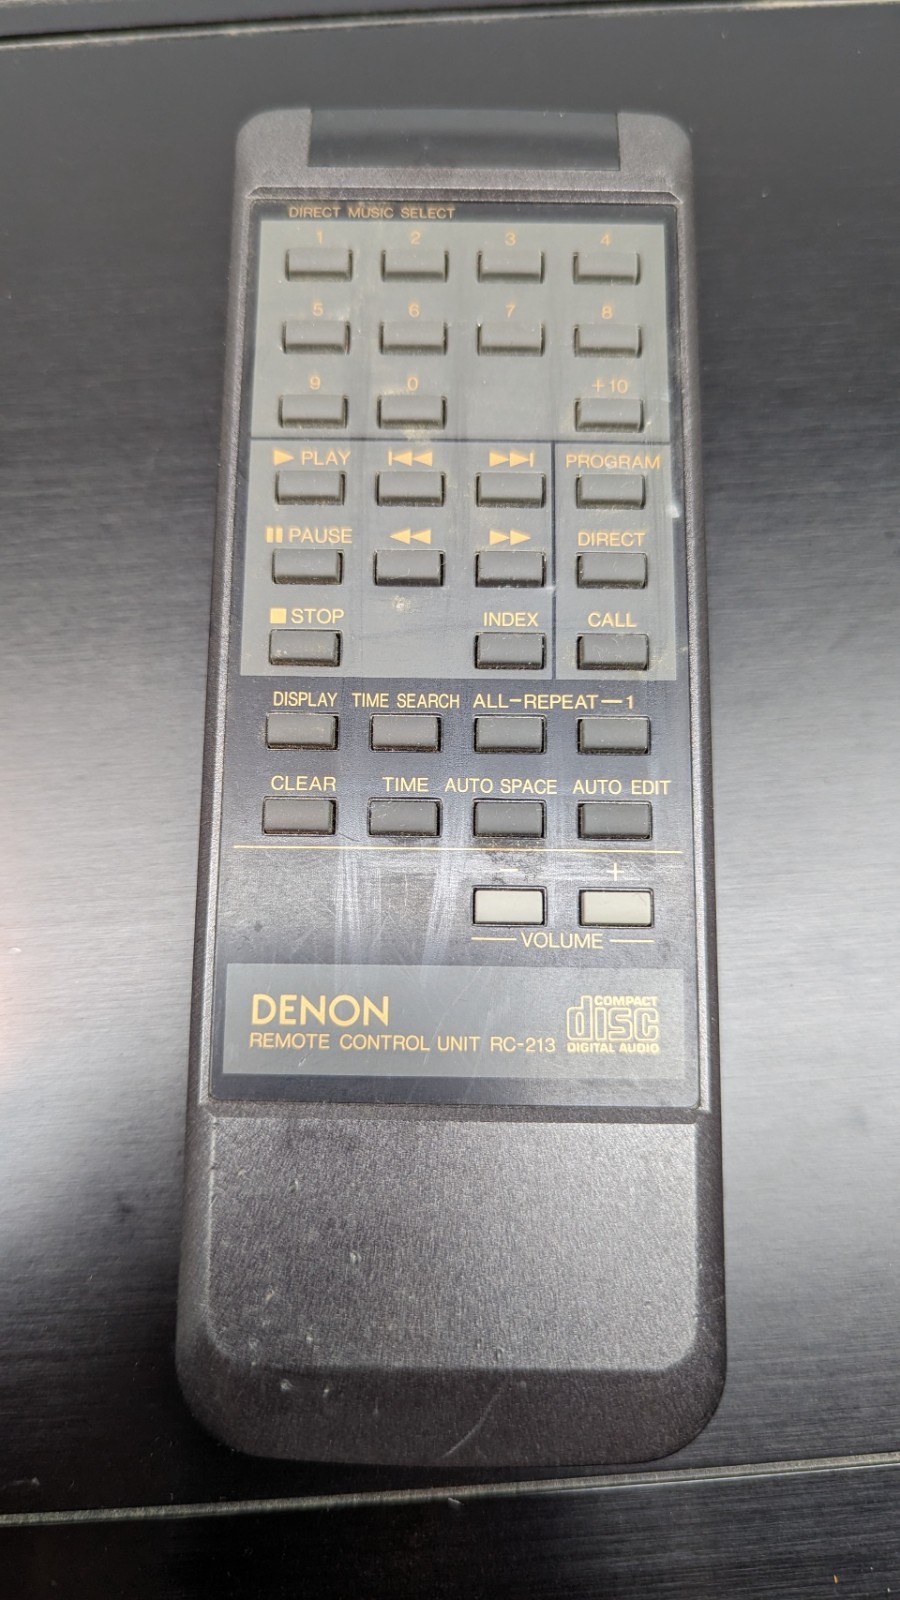 DIRECT MUSIC SELECT
1 2 3 4
5 6 7 8
9 0 +10
▶ PLAY |◀◀ ▶▶| PROGRAM
⏸ PAUSE ◀◀ ▶▶ DIRECT
■ STOP INDEX CALL
DISPLAY TIME SEARCH ALL-REPEAT-1
CLEAR TIME AUTO SPACE AUTO EDIT
- +
VOLUME
DENON
REMOTE CONTROL UNIT RC-213
COMPACT
disc
DIGITAL AUDIO